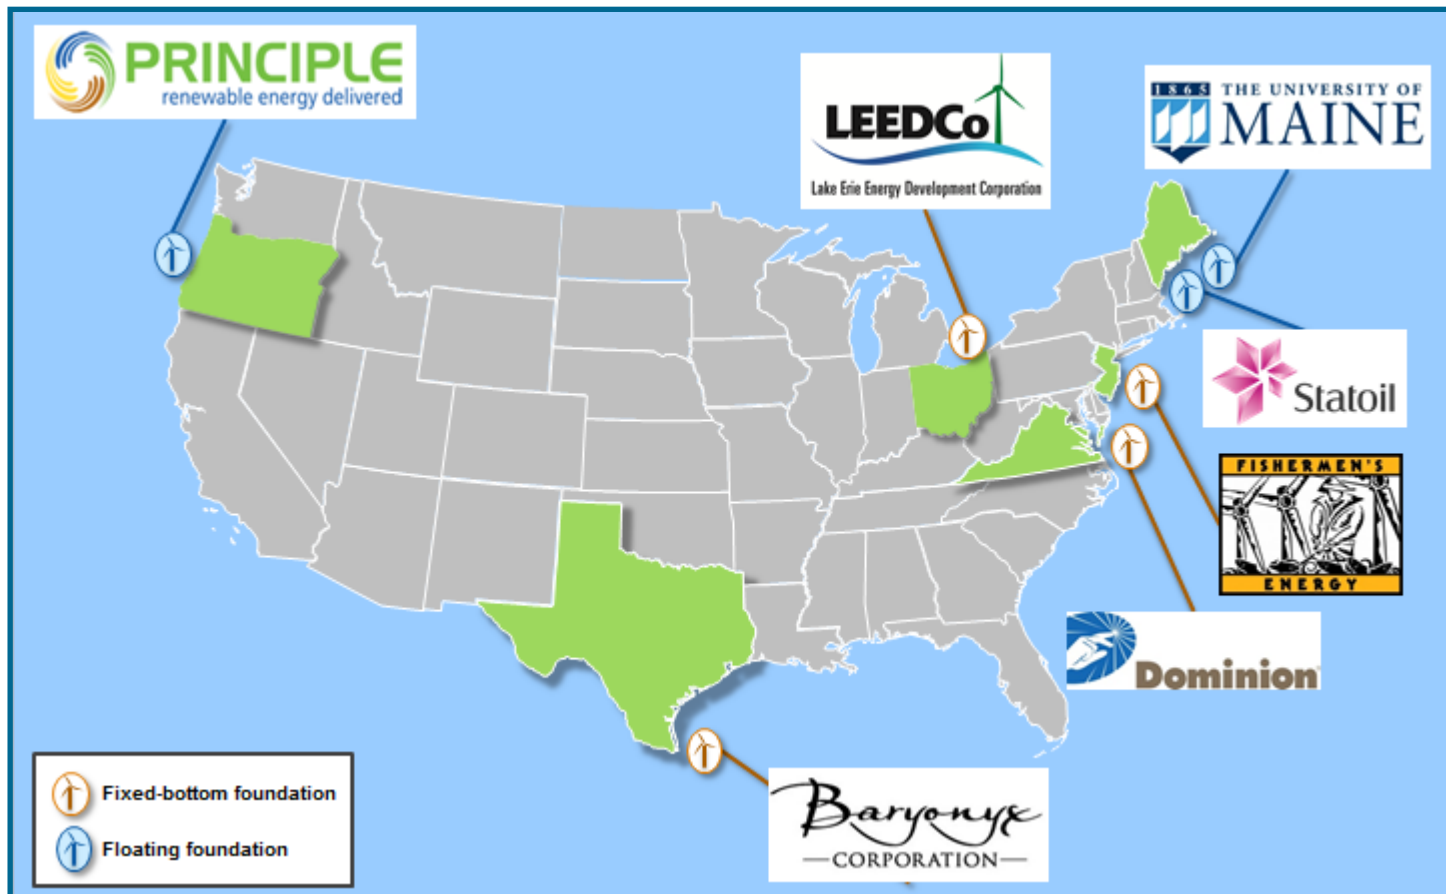 PRINCIPLE
renewable energy delivered
LEEDCo
Lake Erie Energy Development Corporation
1865 THE UNIVERSITY OF
MAINE
Statoil
FISHERMEN'S
ENERGY
Dominion
Baryonyx
CORPORATION
Fixed-bottom foundation
Floating foundation